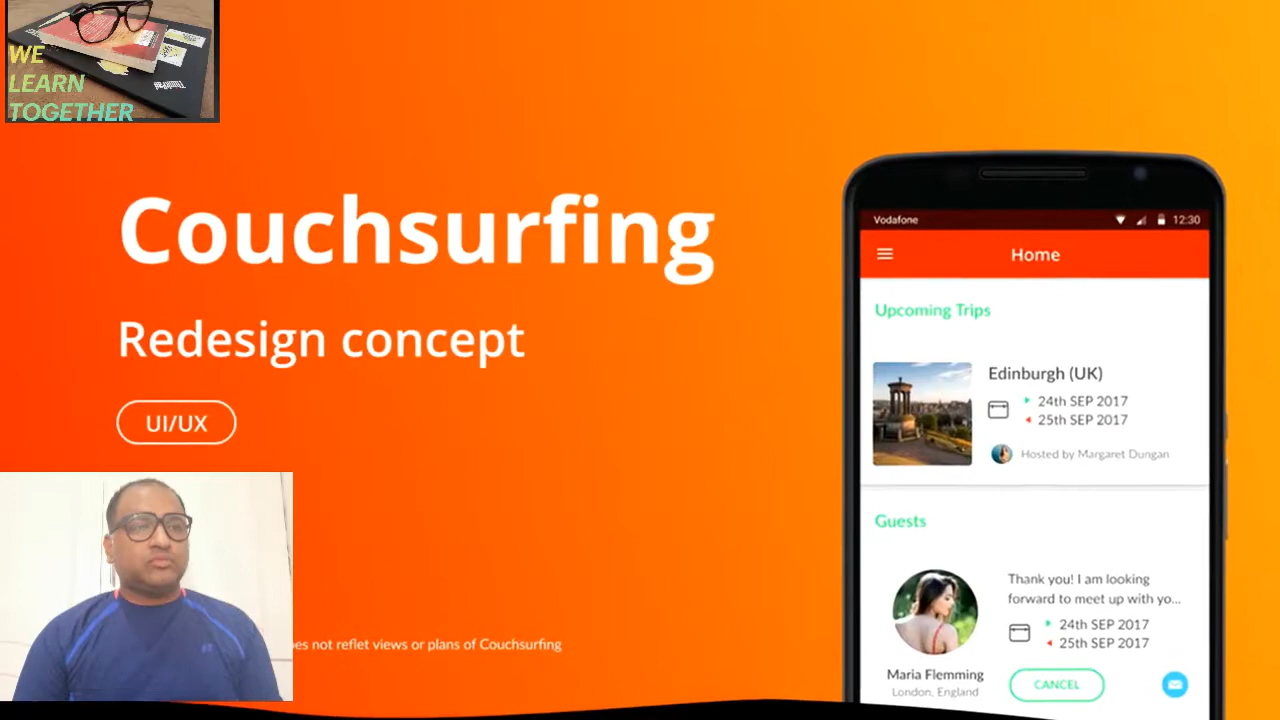 WE
LEARN
TOGETHER
ThinkPad
Couchsurfing
Redesign concept
UI/UX
es not reflet views or plans of Couchsurfing
Vodafone
12:30
Home
Upcoming Trips
Edinburgh (UK)
24th SEP 2017
25th SEP 2017
Hosted by Margaret Dungan
Guests
Thank you! I am looking
forward to meet up with yo...
24th SEP 2017
25th SEP 2017
Maria Flemming
London, England
CANCEL